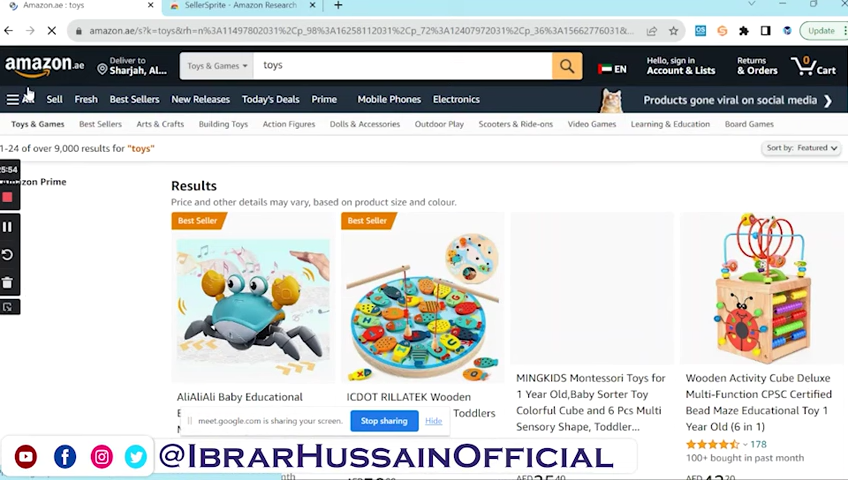 Amazon.ae : toys
SellerSprite - Amazon Research
amazon.ae/s?k=toys&rh=n%3A11497802031%2Cp_98%3A16258112031%2Cp_72%3A12407972031%2Cp_36%3A15662776031&...
Update
amazon.ae
Deliver to
Sharjah, Al...
Toys & Games
toys
EN
Hello, sign in
Account & Lists
Returns
& Orders
0
Cart
All
Sell
Fresh
Best Sellers
New Releases
Today's Deals
Prime
Mobile Phones
Electronics
Products gone viral on social media
Toys & Games
Best Sellers
Arts & Crafts
Building Toys
Action Figures
Dolls & Accessories
Outdoor Play
Scooters & Ride-ons
Video Games
Learning & Education
Board Games
1-24 of over 9,000 results for "toys"
Sort by: Featured
25:54
Amazon Prime
Results
Price and other details may vary, based on product size and colour.
Best Seller
Best Seller
AliAliAli Baby Educational
ICDOT RILLATEK Wooden
Toddlers
MINGKIDS Montessori Toys for
1 Year Old,Baby Sorter Toy
Colorful Cube and 6 Pcs Multi
Sensory Shape, Toddler...
Wooden Activity Cube Deluxe
Multi-Function CPSC Certified
Bead Maze Educational Toy 1
Year Old (6 in 1)
178
100+ bought in past month
meet.google.com is sharing your screen.
Stop sharing
Hide
@IbrarHussainOfficial